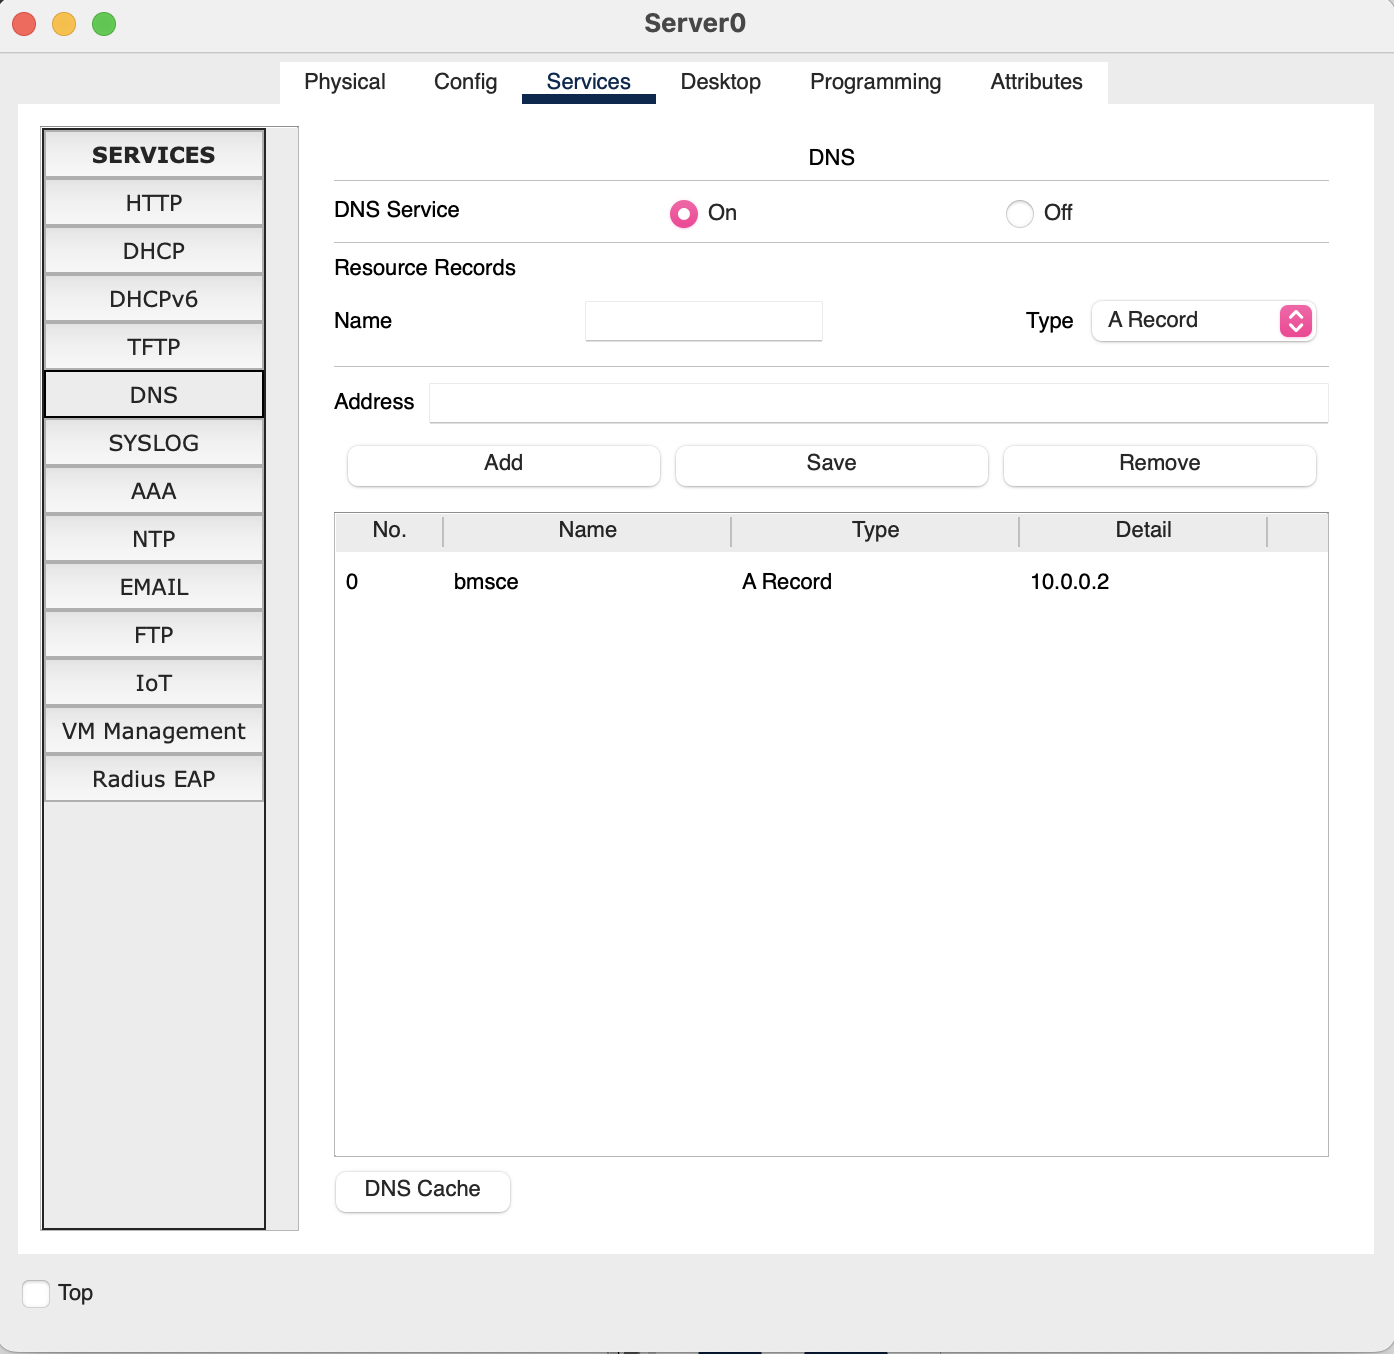 Server0
Physical Config Services Desktop Programming Attributes
SERVICES
HTTP
DHCP
DHCPv6
TFTP
DNS
SYSLOG
AAA
NTP
EMAIL
FTP
IoT
VM Management
Radius EAP
DNS
DNS Service On Off
Resource Records
Name Type A Record
Address
Add Save Remove
No. Name Type Detail
0 bmsce A Record 10.0.0.2
DNS Cache
Top